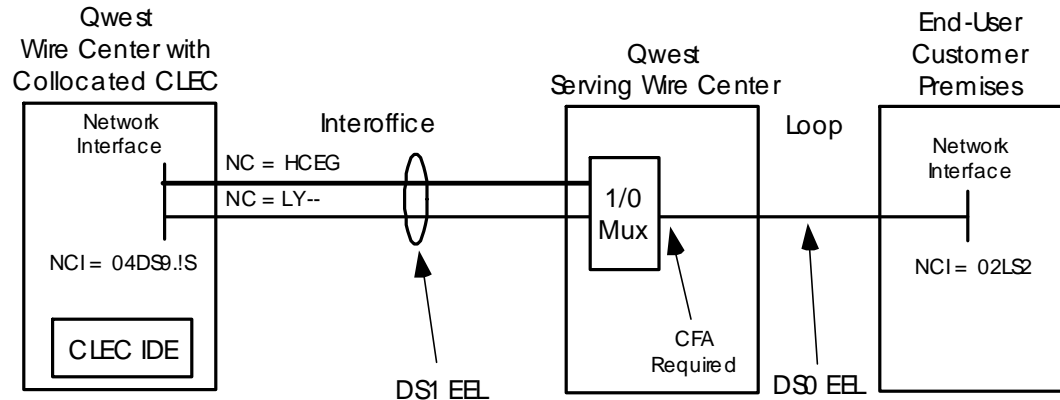 Qwest
Wire Center with
Collocated CLEC
Qwest
Serving Wire Center
End-User
Customer
Premises
Interoffice
Loop
Network
Interface
NC = HCEG
NC = LY--
1/0
Mux
Network
Interface
NCI = 04DS9.!S
NCI = 02LS2
CLEC IDE
CFA
Required
DS1 EEL
DS0 EEL